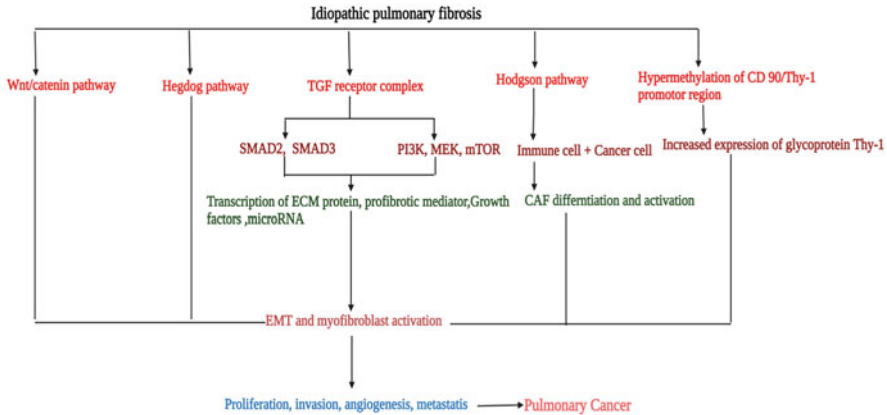 Idiopathic pulmonary fibrosis
Wnt/catenin pathway
Hegdog pathway
TGF receptor complex
Hodgson pathway
Hypermethylation of CD 90/Thy-1
promotor region
SMAD2, SMAD3
PI3K, MEK, mTOR
Immune cell + Cancer cell
Increased expression of glycoprotein Thy-1
Transcription of ECM protein, profibrotic mediator,Growth
factors ,microRNA
CAF differntiation and activation
EMT and myofibroblast activation
Proliferation, invasion, angiogenesis, metastatis
Pulmonary Cancer